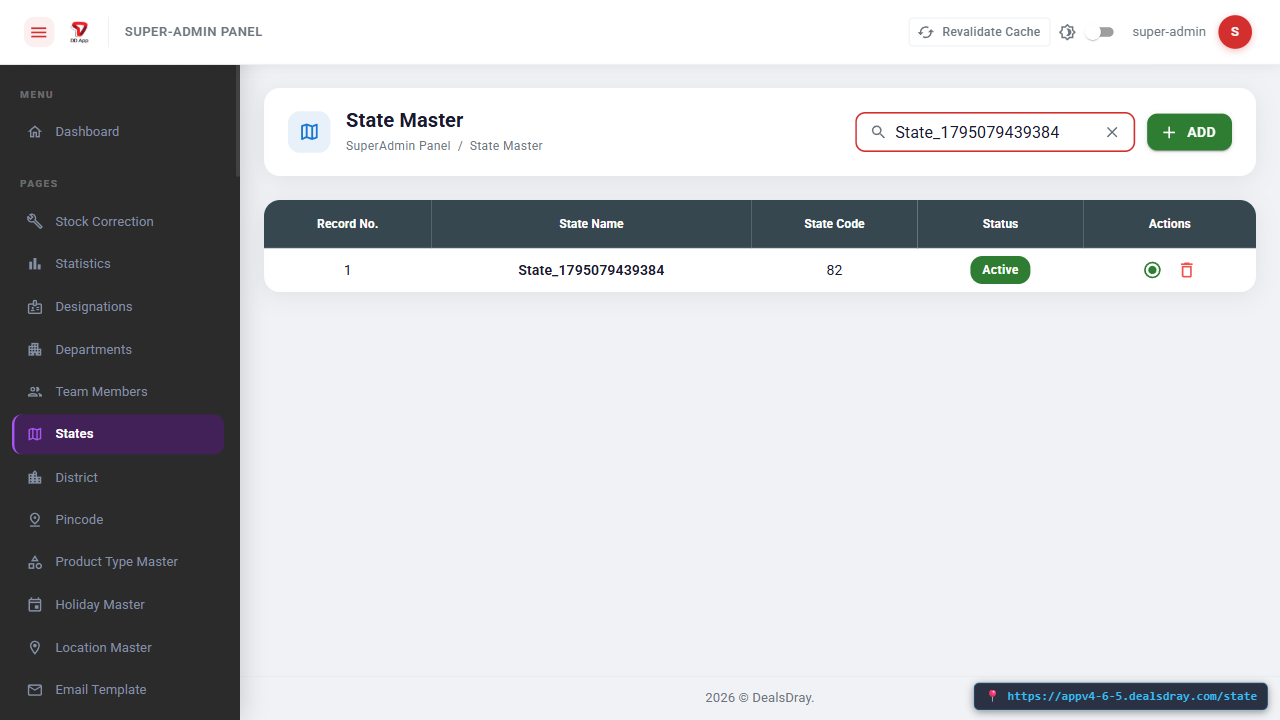 DD App
SUPER-ADMIN PANEL
Revalidate Cache
super-admin
S
MENU
Dashboard
PAGES
Stock Correction
Statistics
Designations
Departments
Team Members
States
District
Pincode
Product Type Master
Holiday Master
Location Master
Email Template
State Master
SuperAdmin Panel / State Master
State_1795079439384
ADD
Record No. State Name State Code Status Actions
1 State_1795079439384 82 Active
2026 © DealsDray.
https://appv4-6-5.dealsdray.com/state